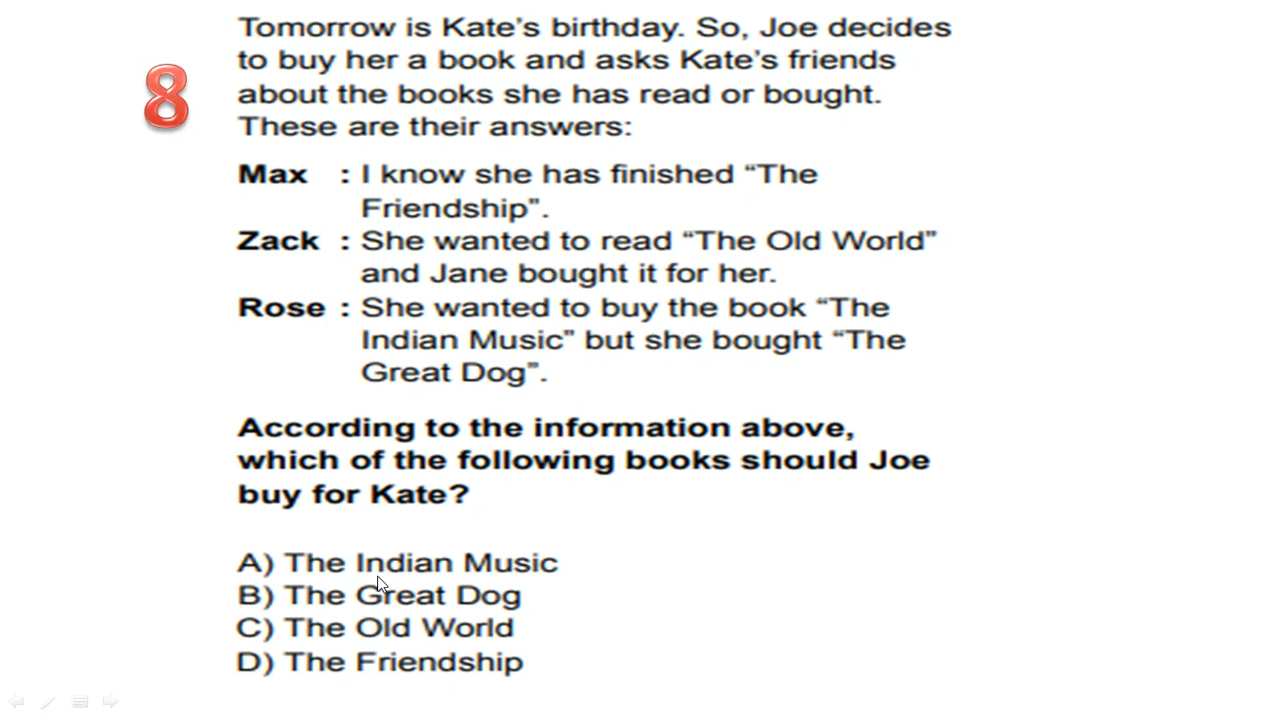 8
Tomorrow is Kate's birthday. So, Joe decides
to buy her a book and asks Kate's friends
about the books she has read or bought.
These are their answers:
Max : I know she has finished “The
Friendship”.
Zack : She wanted to read “The Old World”
and Jane bought it for her.
Rose : She wanted to buy the book “The
Indian Music” but she bought “The
Great Dog”.
According to the information above,
which of the following books should Joe
buy for Kate?
A) The Indian Music
B) The Great Dog
C) The Old World
D) The Friendship